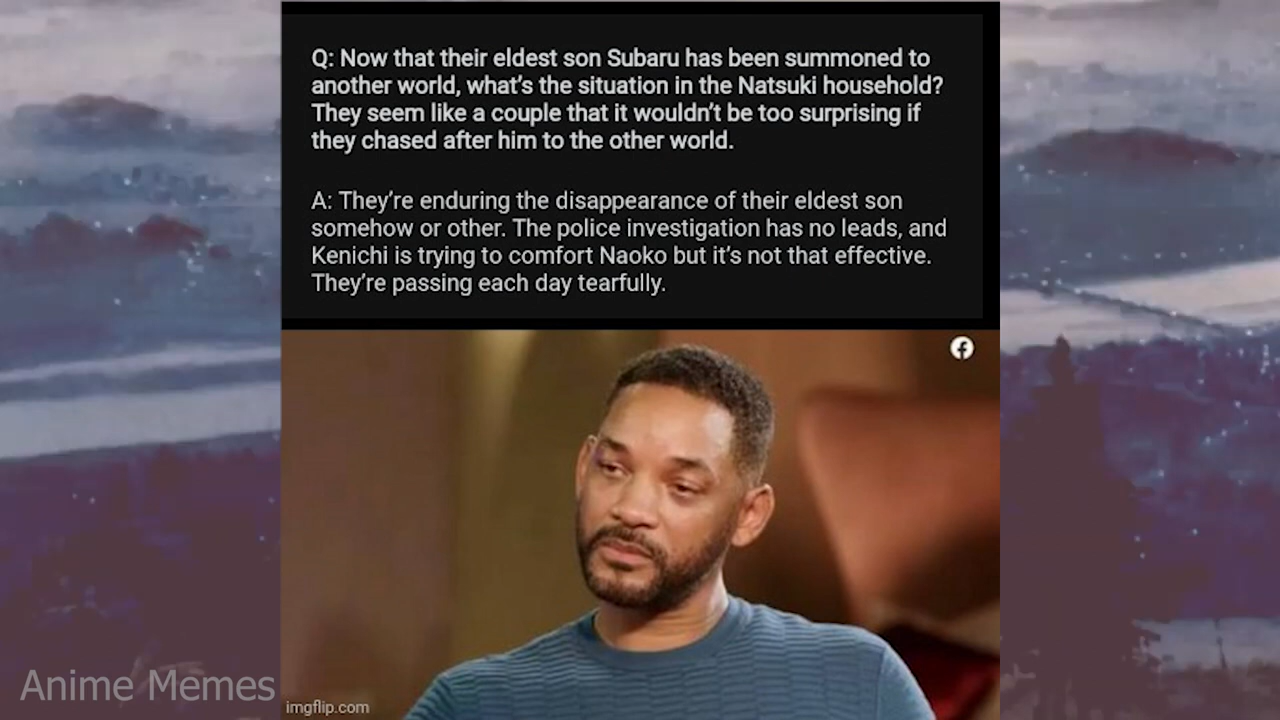 Q: Now that their eldest son Subaru has been summoned to
another world, what's the situation in the Natsuki household?
They seem like a couple that it wouldn't be too surprising if
they chased after him to the other world.
A: They're enduring the disappearance of their eldest son
somehow or other. The police investigation has no leads, and
Kenichi is trying to comfort Naoko but it's not that effective.
They're passing each day tearfully.
Anime Memes
imgflip.com